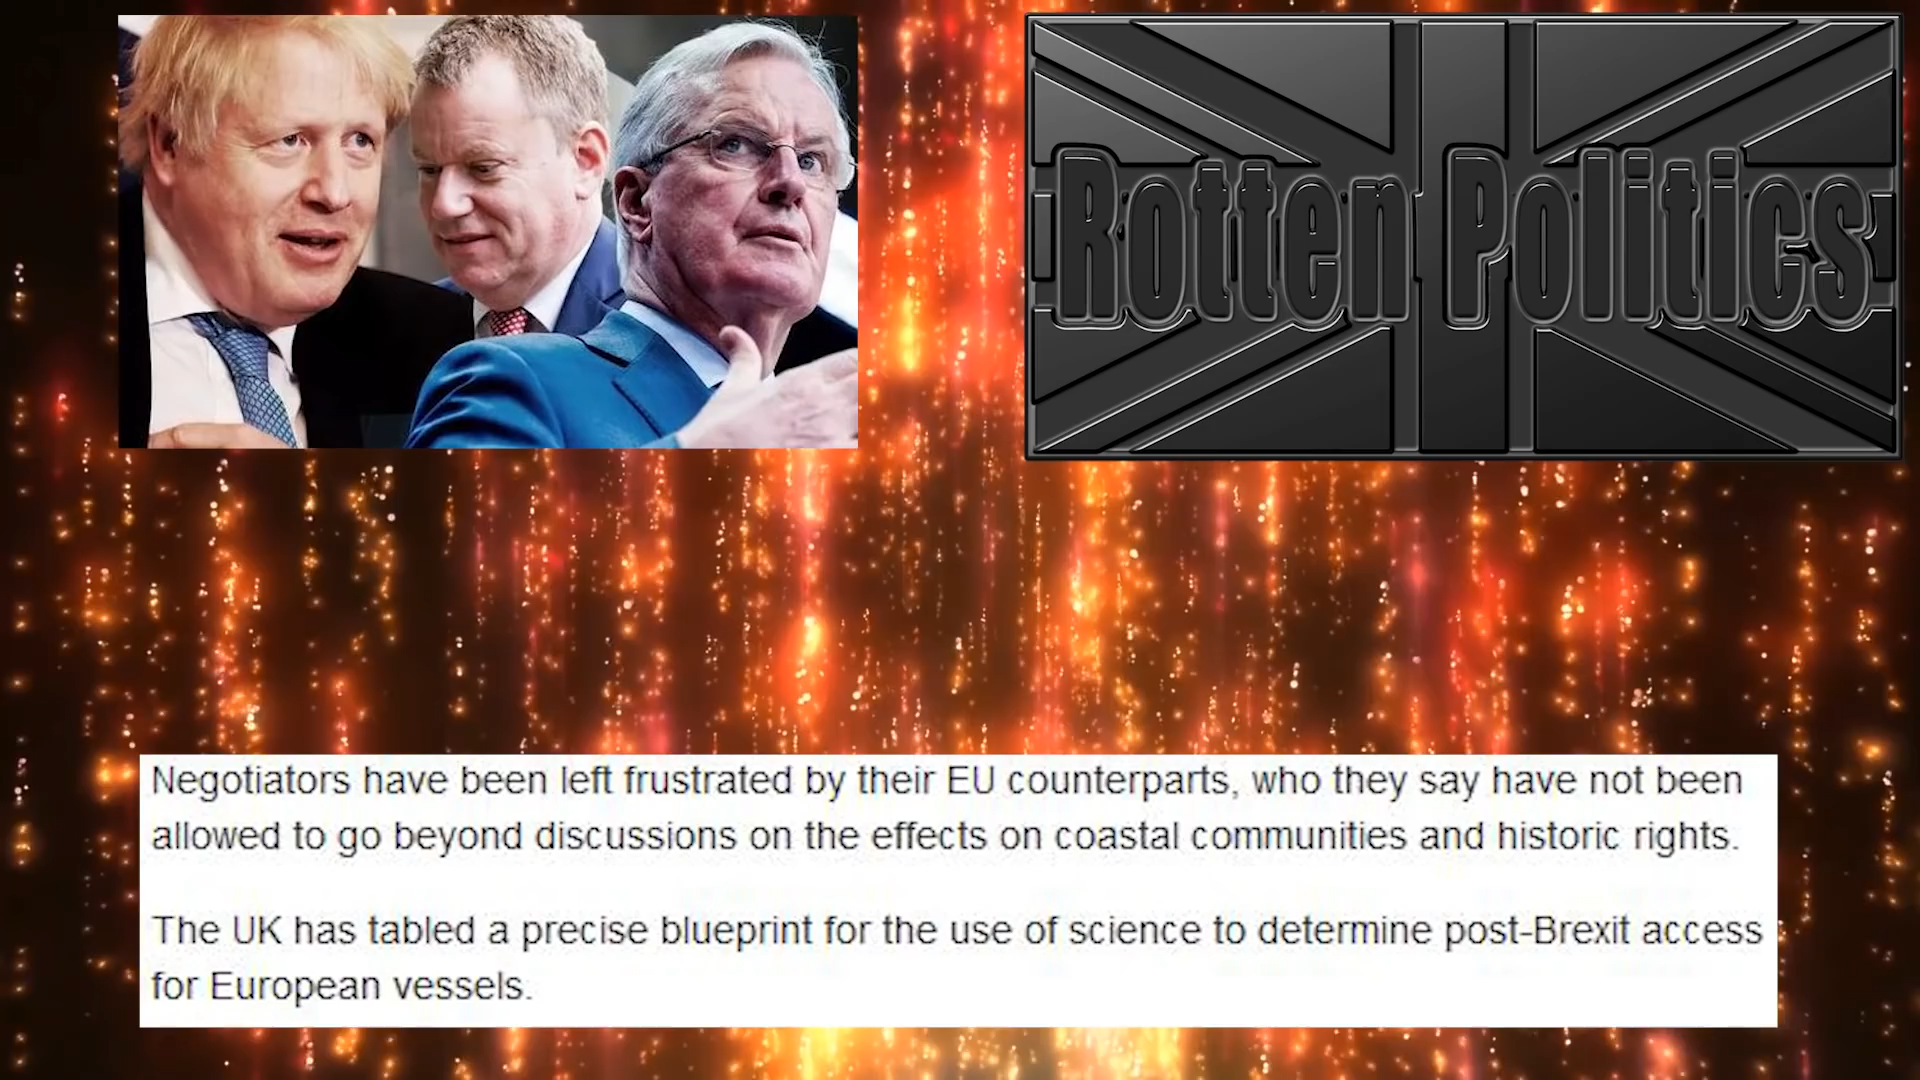 Rotten Politics
Negotiators have been left frustrated by their EU counterparts, who they say have not been
allowed to go beyond discussions on the effects on coastal communities and historic rights.
The UK has tabled a precise blueprint for the use of science to determine post-Brexit access
for European vessels.